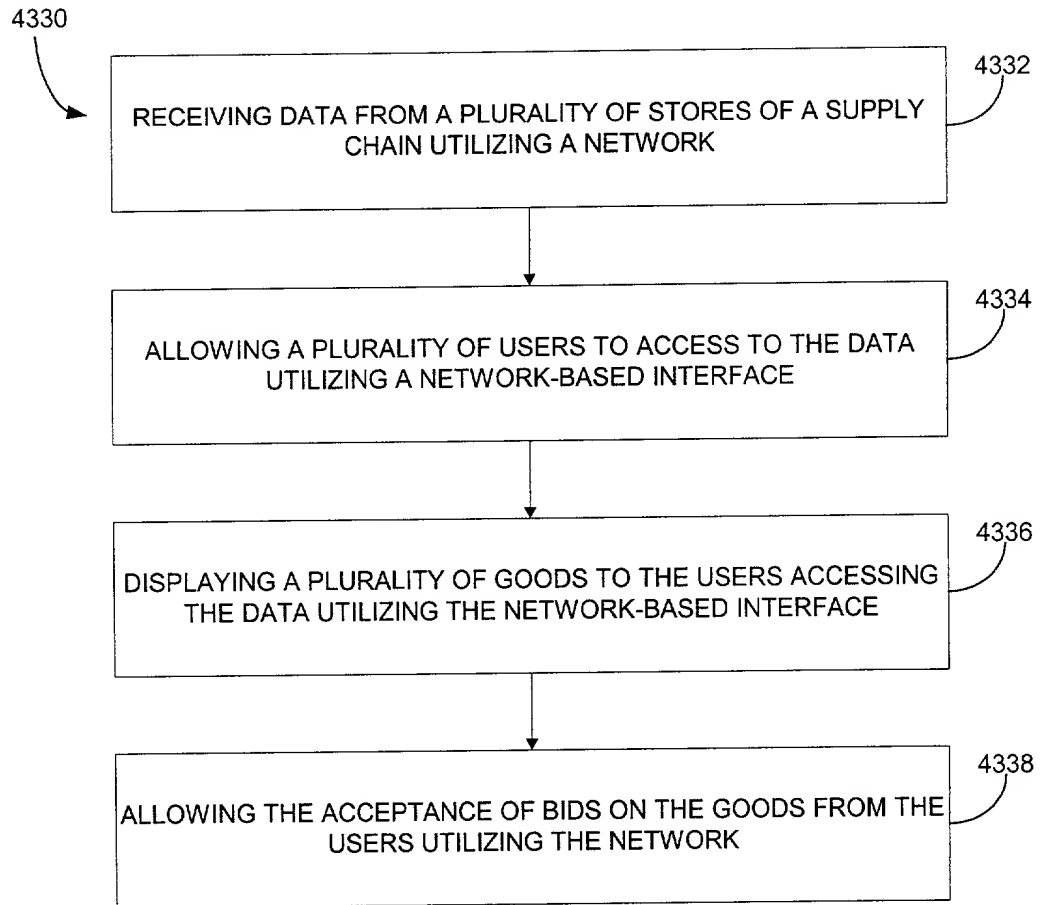 4330
4332
RECEIVING DATA FROM A PLURALITY OF STORES OF A SUPPLY
CHAIN UTILIZING A NETWORK
4334
ALLOWING A PLURALITY OF USERS TO ACCESS TO THE DATA
UTILIZING A NETWORK-BASED INTERFACE
4336
DISPLAYING A PLURALITY OF GOODS TO THE USERS ACCESSING
THE DATA UTILIZING THE NETWORK-BASED INTERFACE
4338
ALLOWING THE ACCEPTANCE OF BIDS ON THE GOODS FROM THE
USERS UTILIZING THE NETWORK